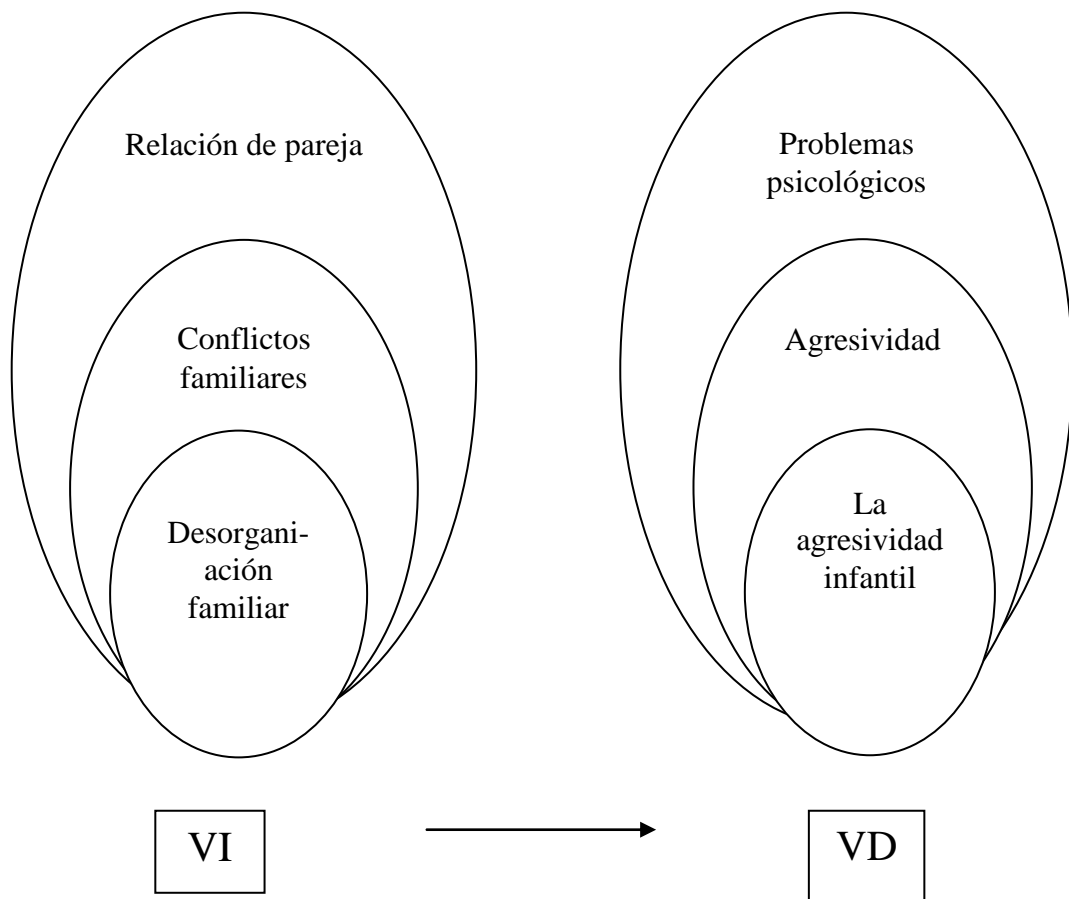 Relación de pareja
Conflictos
familiares
Desorgani-
ación
familiar
VI
Problemas
psicológicos
Agresividad
La
agresividad
infantil
VD